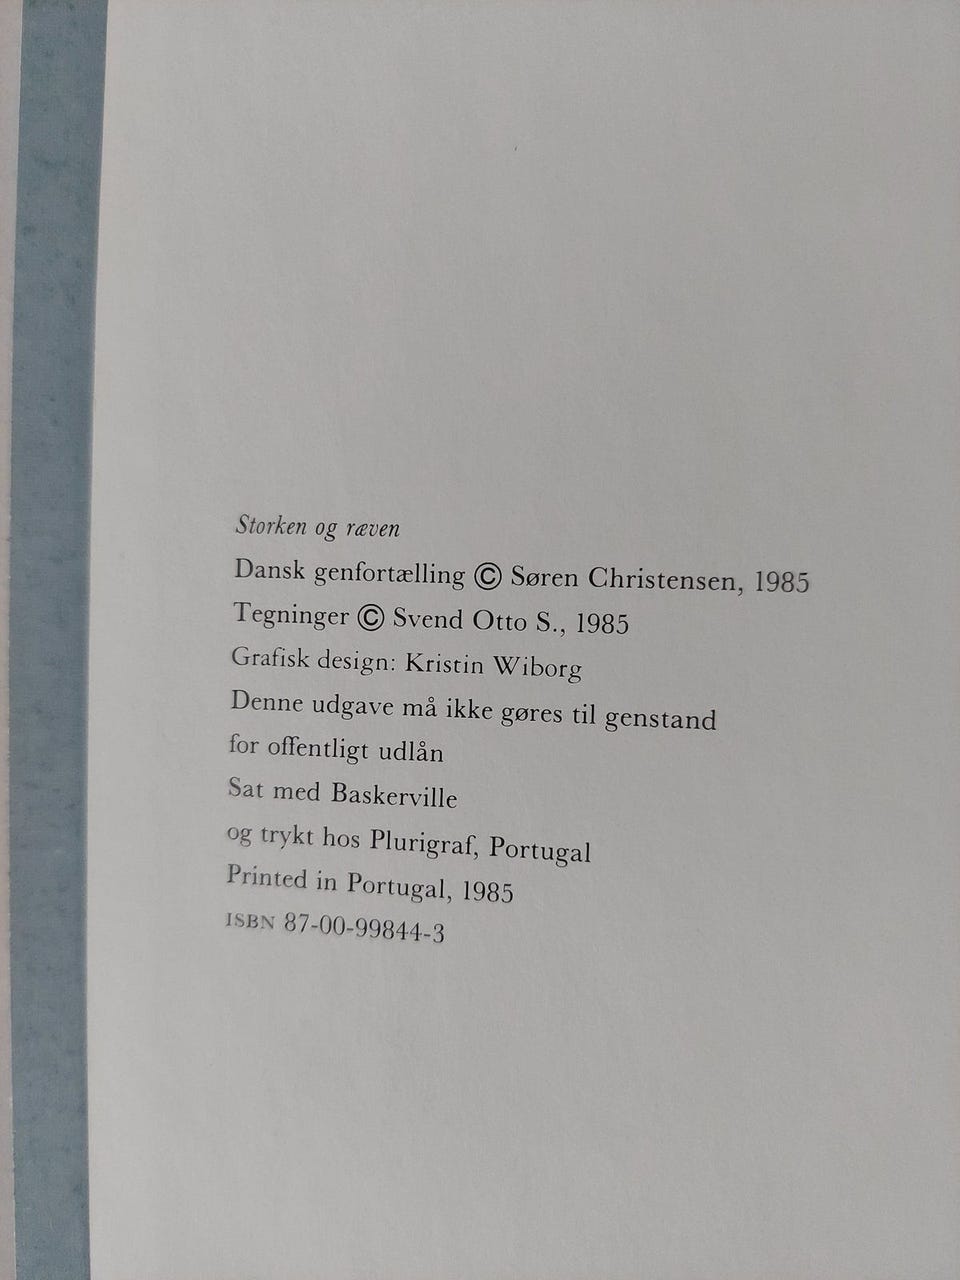 Storken og ræven
Dansk genfortælling © Søren Christensen, 1985
Tegninger © Svend Otto S., 1985
Grafisk design: Kristin Wiborg
Denne udgave må ikke gøres til genstand
for offentligt udlån
Sat med Baskerville
og trykt hos Plurigraf, Portugal
Printed in Portugal, 1985
ISBN 87-00-99844-3